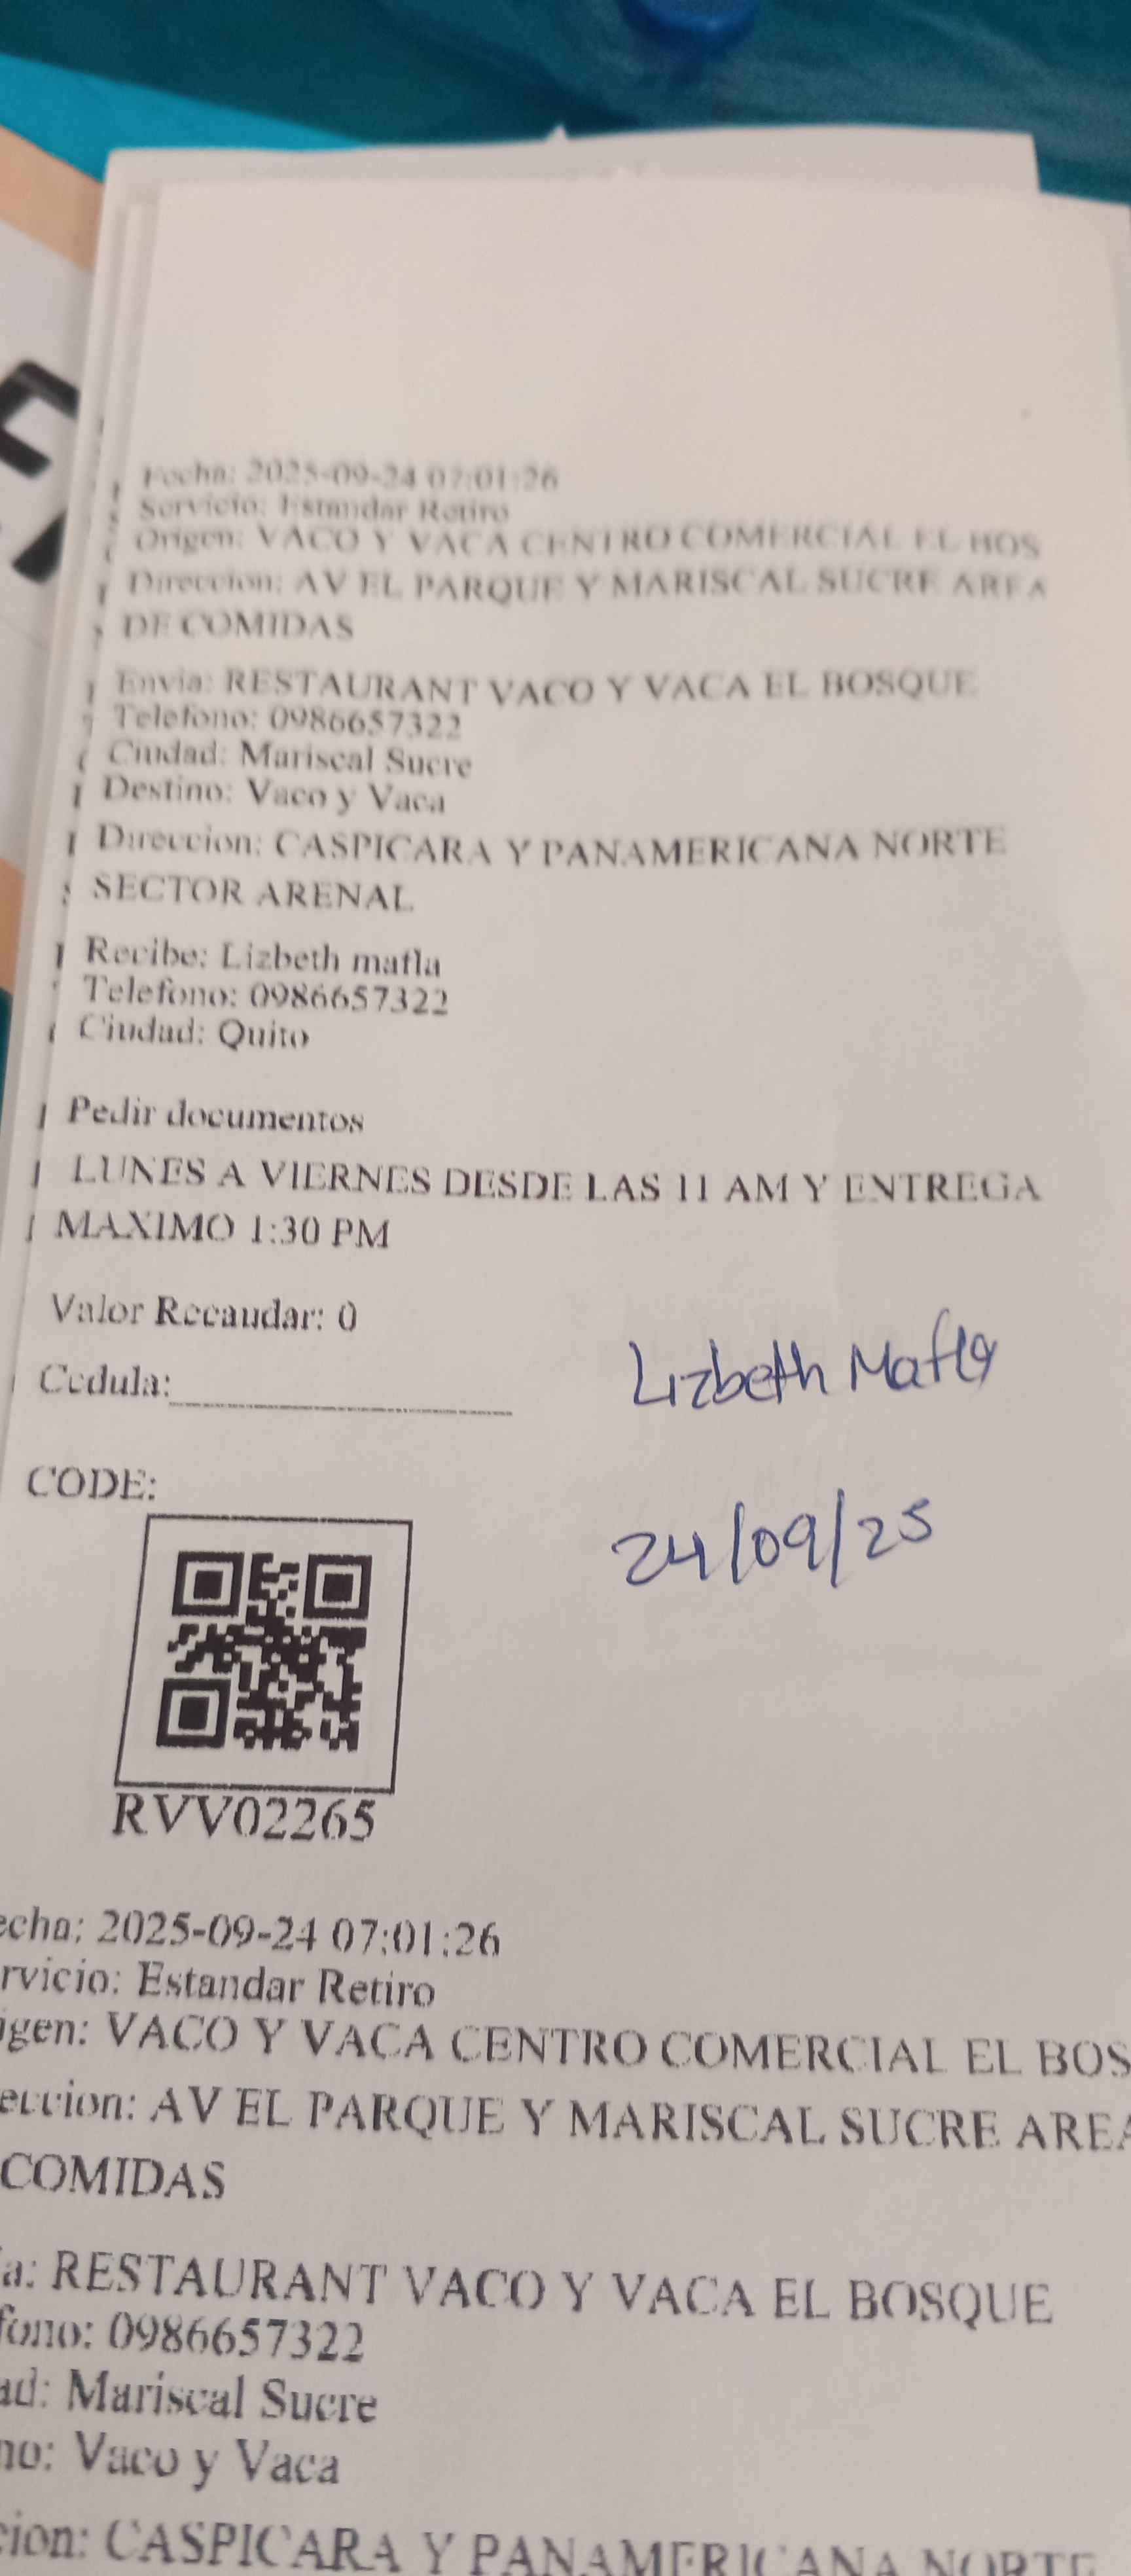 Fecha: 2025-09-24 07:01:26
Servicio: Estandar Retiro
Origen: VACO Y VACA CENTRO COMERCIAL EL BOS
Direccion: AV EL PARQUE Y MARISCAL SUCRE AREA
DE COMIDAS
Envia: RESTAURANT VACO Y VACA EL BOSQUE
Telefono: 0986657322
Ciudad: Mariscal Sucre
Destino: Vaco y Vaca
Direccion: CASPICARA Y PANAMERICANA NORTE
SECTOR ARENAL
Recibe: Lizbeth mafla
Telefono: 0986657322
Ciudad: Quito
Pedir documentos
LUNES A VIERNES DESDE LAS 11 AM Y ENTREGA
MAXIMO 1:30 PM
Valor Recaudar: 0
Cedula:
Lizbeth Mafla
CODE:
24/09/25
RVV02265
echa: 2025-09-24 07:01:26
rvicio: Estandar Retiro
igen: VACO Y VACA CENTRO COMERCIAL EL BOS
eccion: AV EL PARQUE Y MARISCAL SUCRE AREA
COMIDAS
ia: RESTAURANT VACO Y VACA EL BOSQUE
fono: 0986657322
ad: Mariscal Sucre
no: Vaco y Vaca
cion: CASPICARA Y PANAMERICANA NORTE